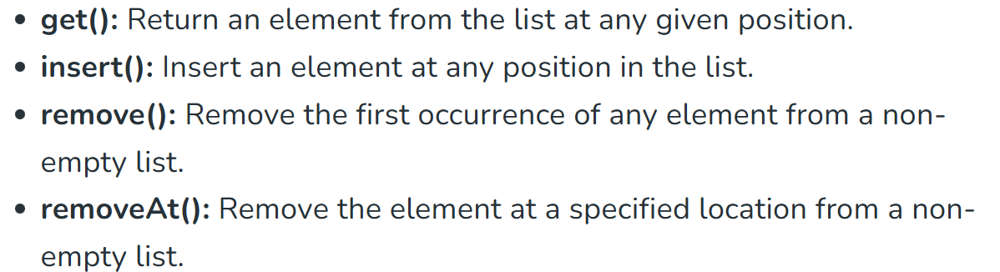 • get(): Return an element from the list at any given position.
• insert(): Insert an element at any position in the list.
• remove(): Remove the first occurrence of any element from a non-
empty list.
• removeAt(): Remove the element at a specified location from a non-
empty list.